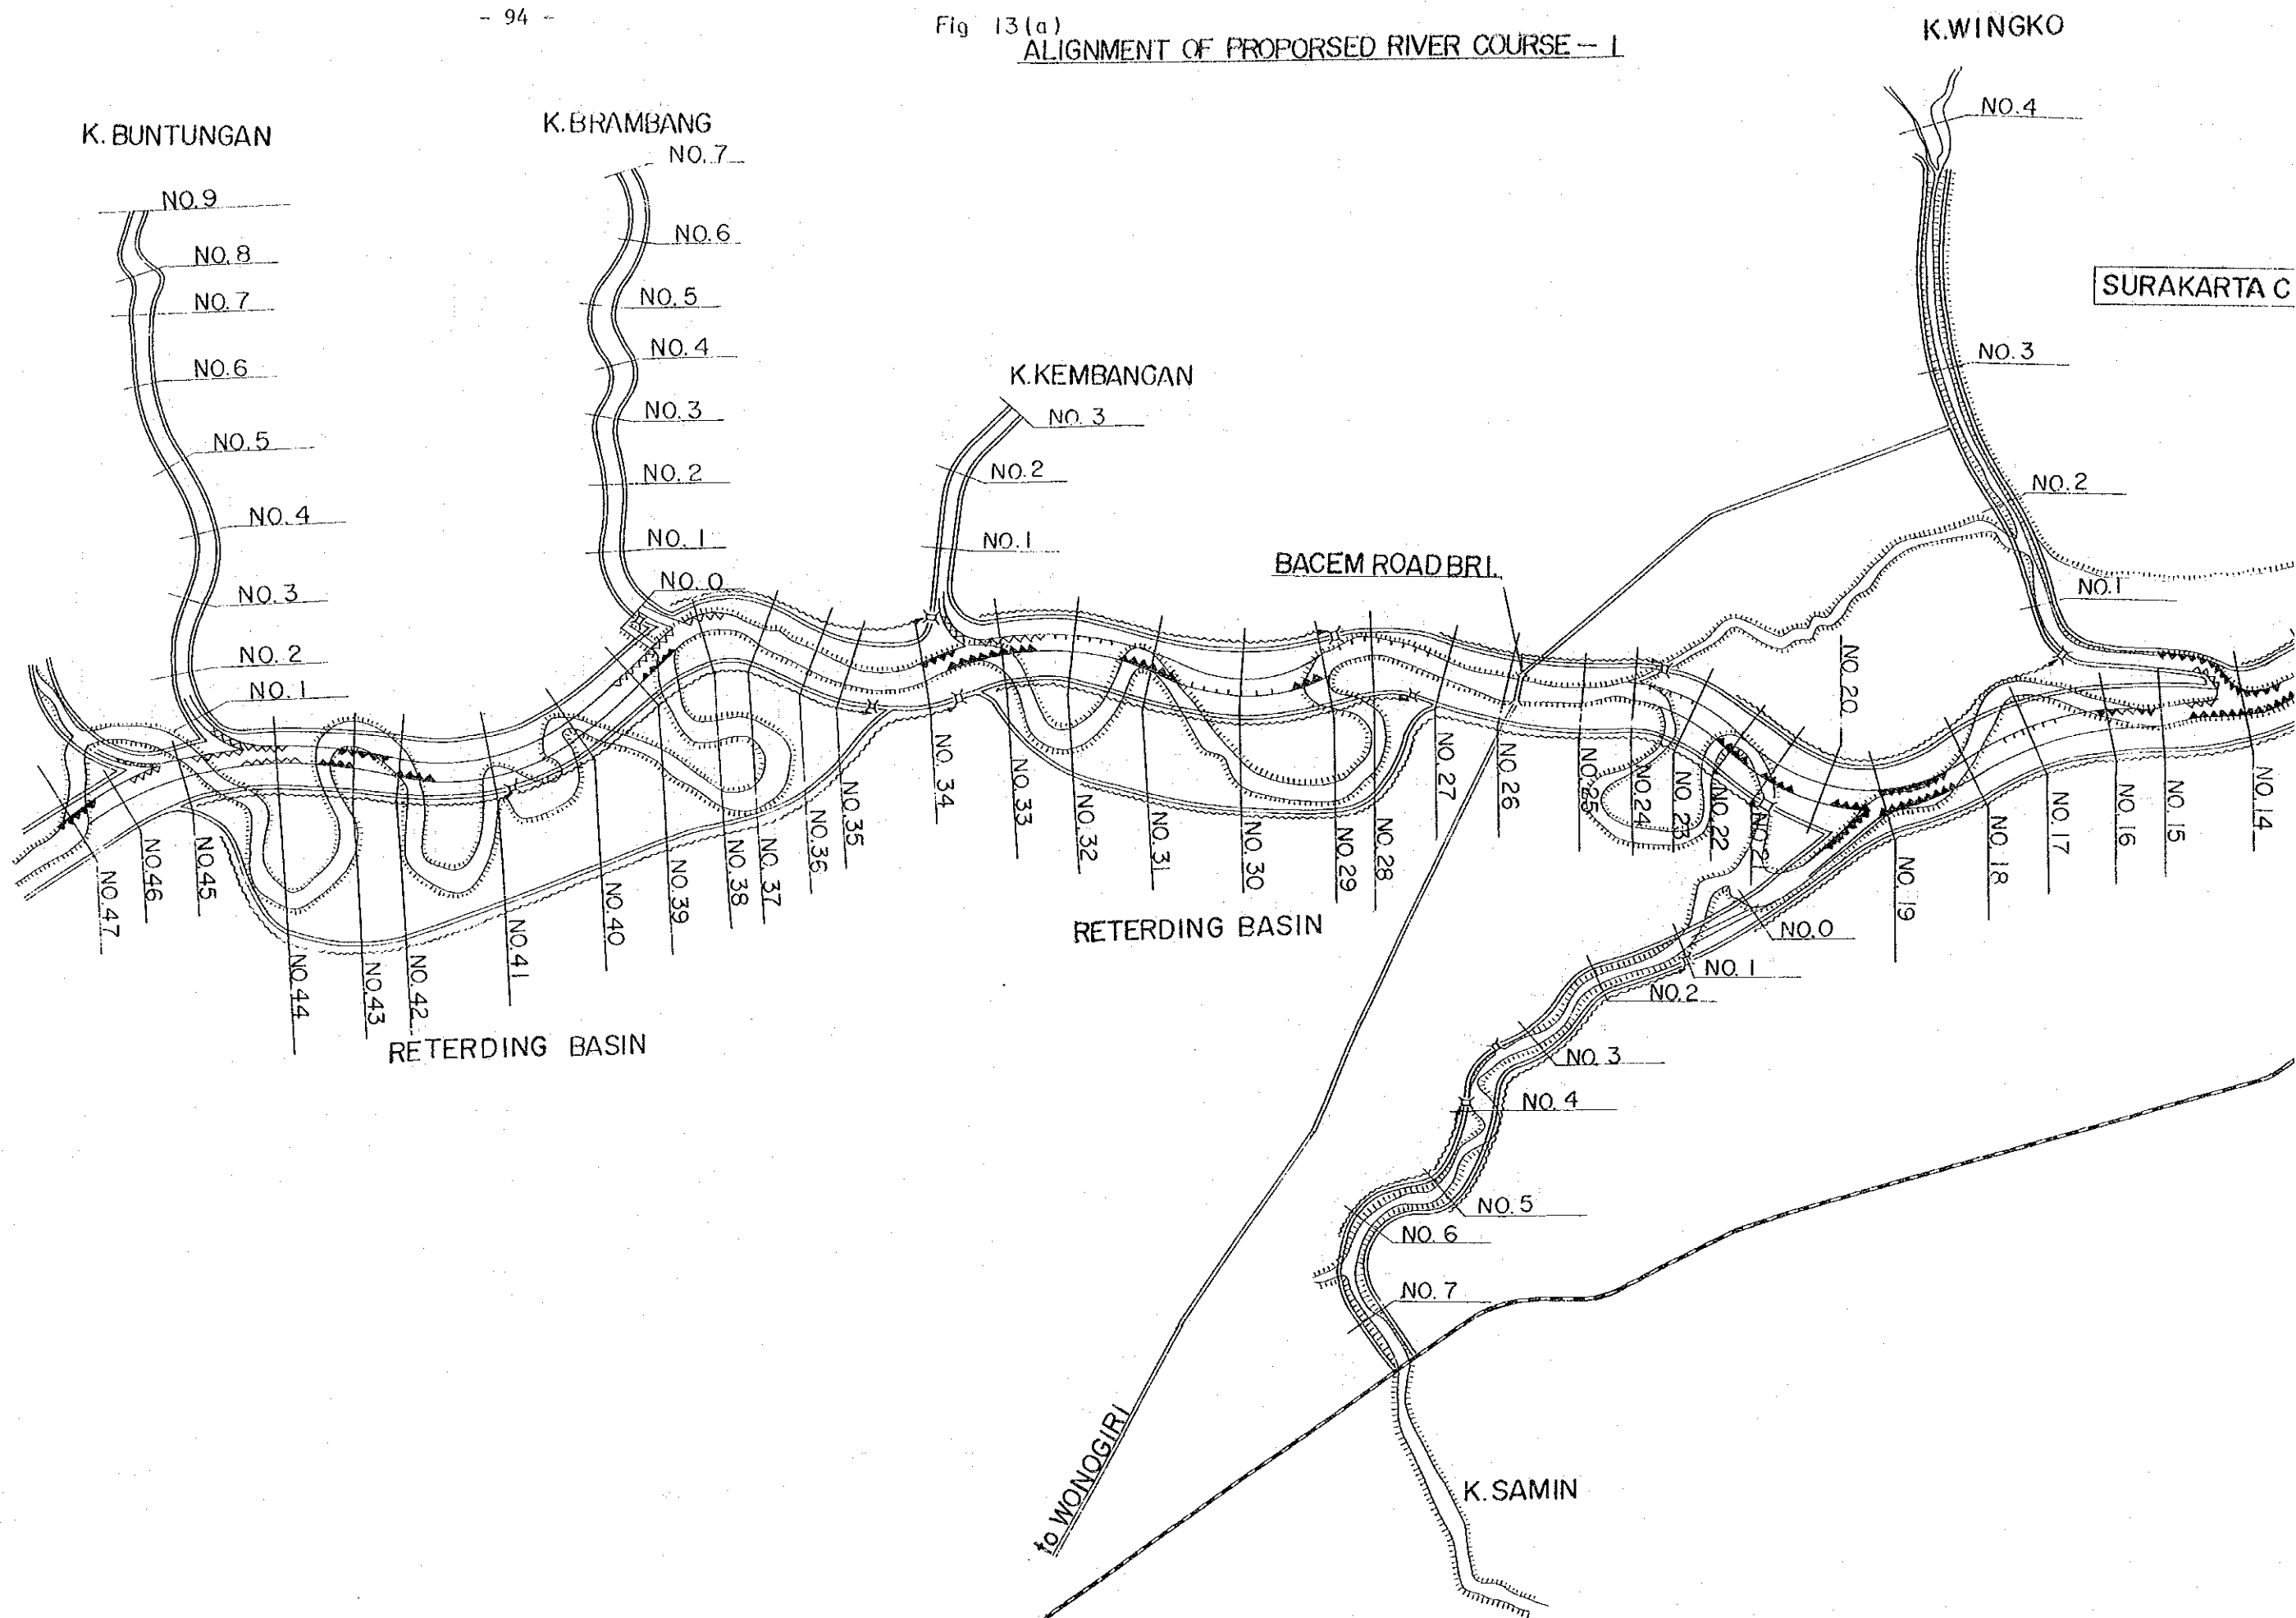 - 94 -
Fig 13(a)
ALIGNMENT OF PROPORSED RIVER COURSE - 1
K.WINGKO
NO.4
NO.3
NO.2
NO.1
SURAKARTA C
K.BUNTUNGAN
NO.9
NO.8
NO.7
NO.6
NO.5
NO.4
NO.3
NO.2
NO.1
K.BRAMBANG
NO.7
NO.6
NO.5
NO.4
NO.3
NO.2
NO.1
NO.0
K.KEMBANGAN
NO.3
NO.2
NO.1
BACEM ROAD BRI.
NO.47
NO.46
NO.45
NO.44
NO.43
NO.42
NO.41
NO.40
NO.39
NO.38
NO.37
NO.36
NO.35
NO.34
NO.33
NO.32
NO.31
NO.30
NO.29
NO.28
NO.27
NO.26
NO.25
NO.24
NO.23
NO.22
NO.21
NO.20
NO.19
NO.18
NO.17
NO.16
NO.15
NO.14
RETERDING BASIN
RETERDING BASIN
NO.0
NO.1
NO.2
NO.3
NO.4
NO.5
NO.6
NO.7
K.SAMIN
to WONOGIRI